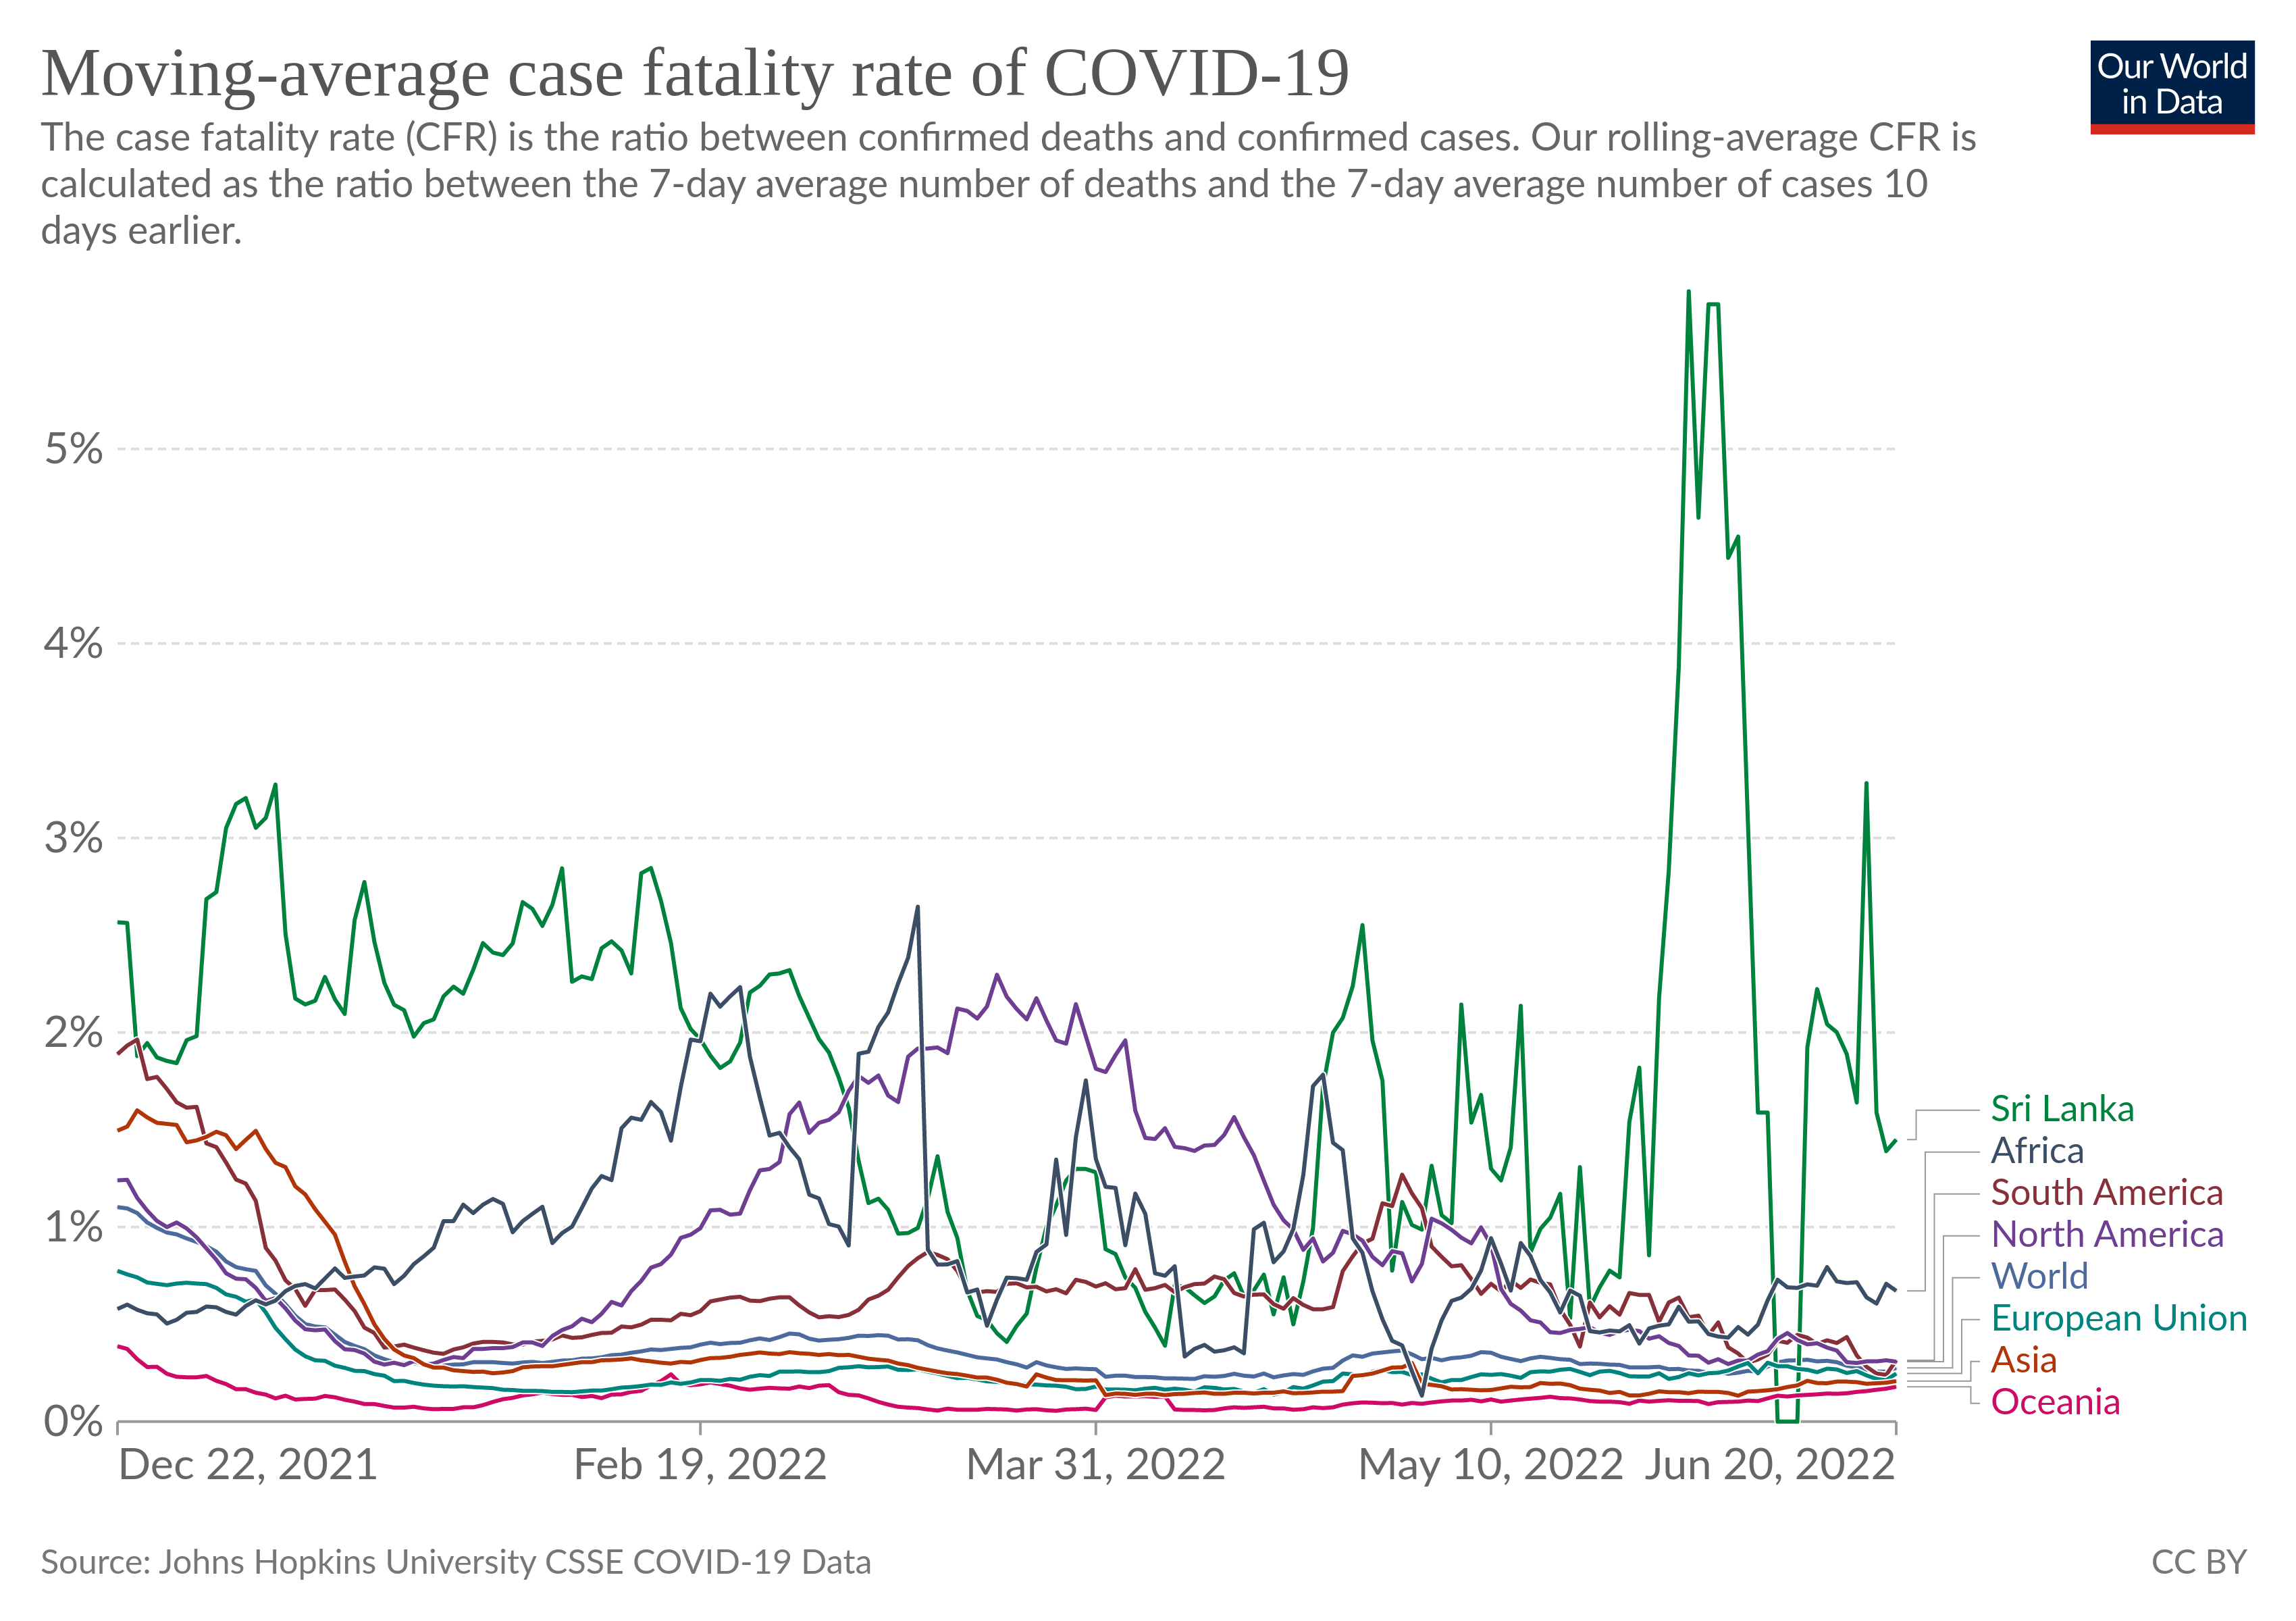 Moving-average case fatality rate of COVID-19
Our World
in Data
The case fatality rate (CFR) is the ratio between confirmed deaths and confirmed cases. Our rolling-average CFR is
calculated as the ratio between the 7-day average number of deaths and the 7-day average number of cases 10
days earlier.
5%
4%
3%
2%
1%
0%
Sri Lanka
Africa
South America
North America
World
European Union
Asia
Oceania
Dec 22, 2021 Feb 19, 2022 Mar 31, 2022 May 10, 2022 Jun 20, 2022
Source: Johns Hopkins University CSSE COVID-19 Data CC BY